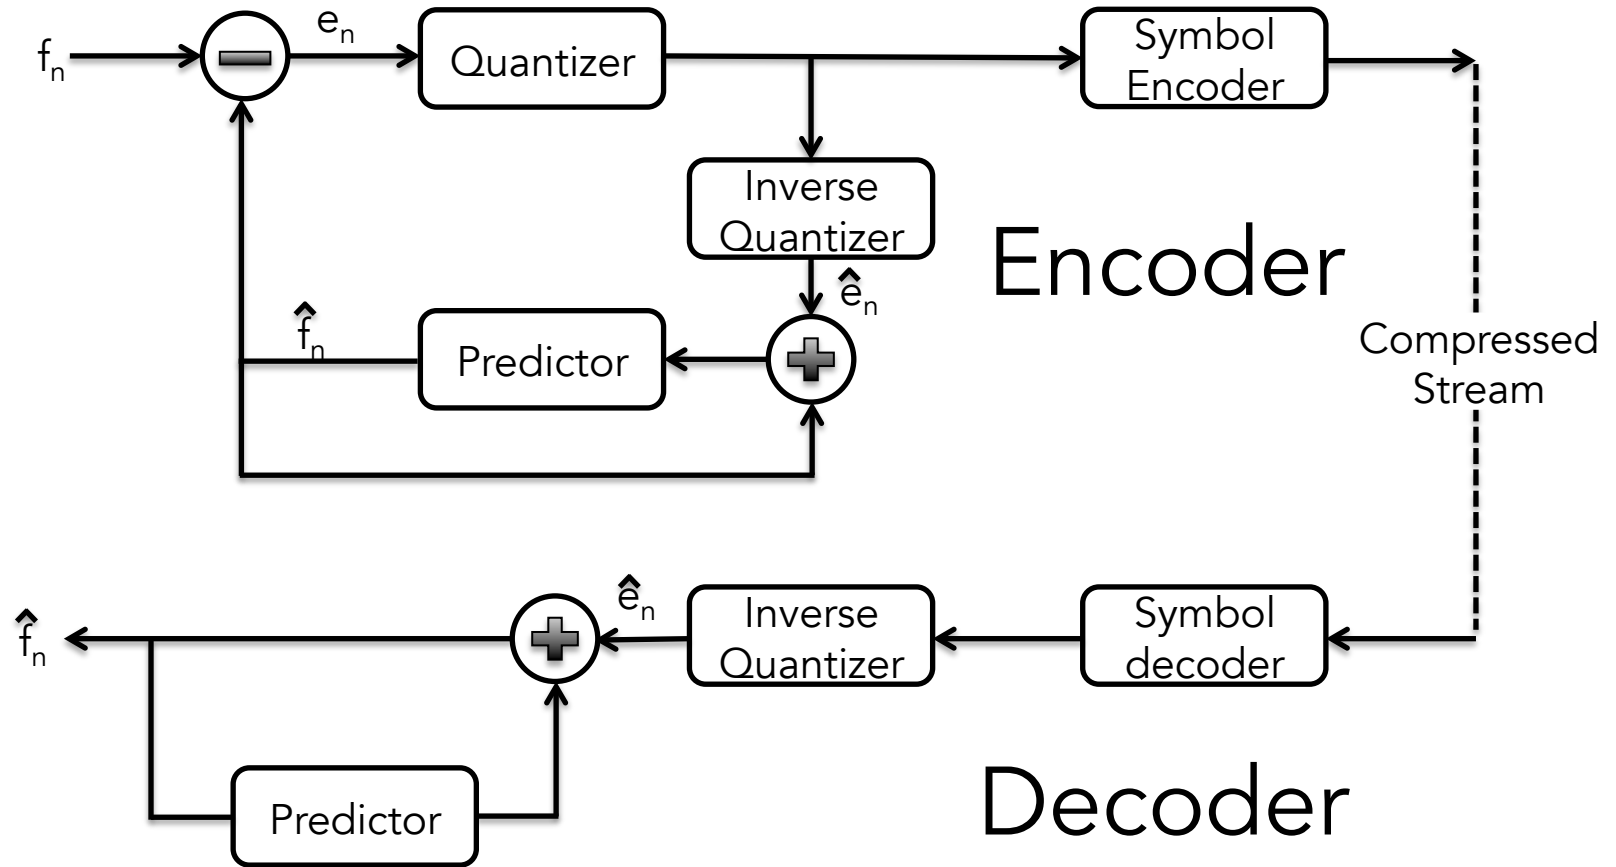 fₙ
eₙ
Quantizer
Symbol
Encoder
Inverse
Quantizer
Encoder
êₙ
f̂ₙ
Predictor
Compressed
Stream
f̂ₙ
êₙ
Inverse
Quantizer
Symbol
decoder
Predictor
Decoder